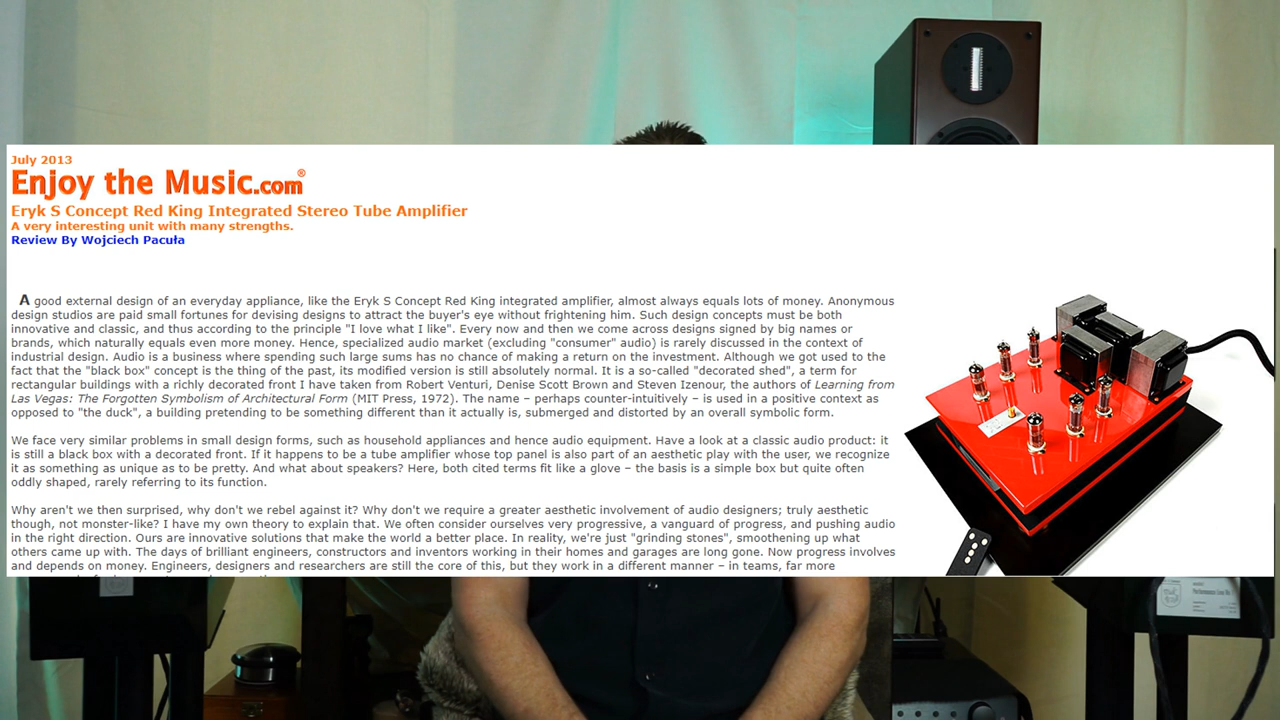 July 2013
Enjoy the Music.com®
Eryk S Concept Red King Integrated Stereo Tube Amplifier
A very interesting unit with many strengths.
Review By Wojciech Pacuła
A good external design of an everyday appliance, like the Eryk S Concept Red King integrated amplifier, almost always equals lots of money. Anonymous
design studios are paid small fortunes for devising designs to attract the buyer's eye without frightening him. Such design concepts must be both
innovative and classic, and thus according to the principle "I love what I like". Every now and then we come across designs signed by big names or
brands, which naturally equals even more money. Hence, specialized audio market (excluding "consumer" audio) is rarely discussed in the context of
industrial design. Audio is a business where spending such large sums has no chance of making a return on the investment. Although we got used to the
fact that the "black box" concept is the thing of the past, its modified version is still absolutely normal. It is a so-called "decorated shed", a term for
rectangular buildings with a richly decorated front I have taken from Robert Venturi, Denise Scott Brown and Steven Izenour, the authors of Learning from
Las Vegas: The Forgotten Symbolism of Architectural Form (MIT Press, 1972). The name – perhaps counter-intuitively – is used in a positive context as
opposed to "the duck", a building pretending to be something different than it actually is, submerged and distorted by an overall symbolic form.
We face very similar problems in small design forms, such as household appliances and hence audio equipment. Have a look at a classic audio product: it
is still a black box with a decorated front. If it happens to be a tube amplifier whose top panel is also part of an aesthetic play with the user, we recognize
it as something as unique as to be pretty. And what about speakers? Here, both cited terms fit like a glove – the basis is a simple box but quite often
oddly shaped, rarely referring to its function.
Why aren't we then surprised, why don't we rebel against it? Why don't we require a greater aesthetic involvement of audio designers; truly aesthetic
though, not monster-like? I have my own theory to explain that. We often consider ourselves very progressive, a vanguard of progress, and pushing audio
in the right direction. Ours are innovative solutions that make the world a better place. In reality, we're just "grinding stones", smoothening up what
others came up with. The days of brilliant engineers, constructors and inventors working in their homes and garages are long gone. Now progress involves
and depends on money. Engineers, designers and researchers are still the core of this, but they work in a different manner – in teams, far more